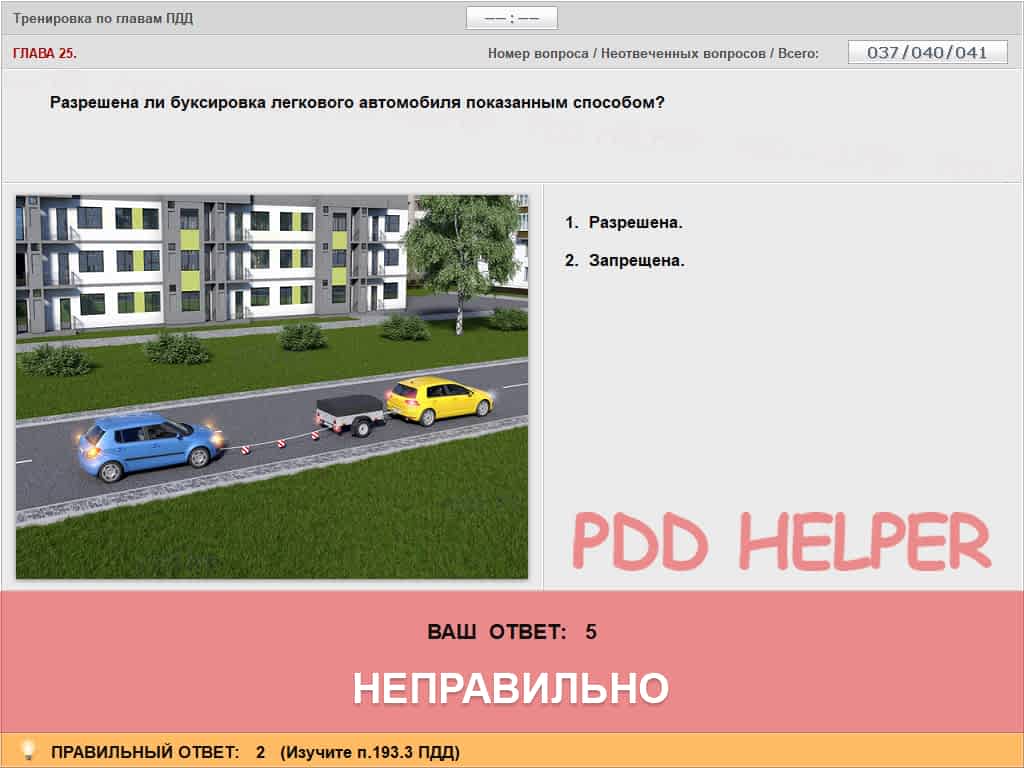 Тренировка по главам ПДД
—— : ——
ГЛАВА 25.
Номер вопроса / Неотвеченных вопросов / Всего: 037/040/041
Разрешена ли буксировка легкового автомобиля показанным способом?
1. Разрешена.
2. Запрещена.
PDD HELPER
ВАШ ОТВЕТ: 5
НЕПРАВИЛЬНО
ПРАВИЛЬНЫЙ ОТВЕТ: 2 (Изучите п.193.3 ПДД)